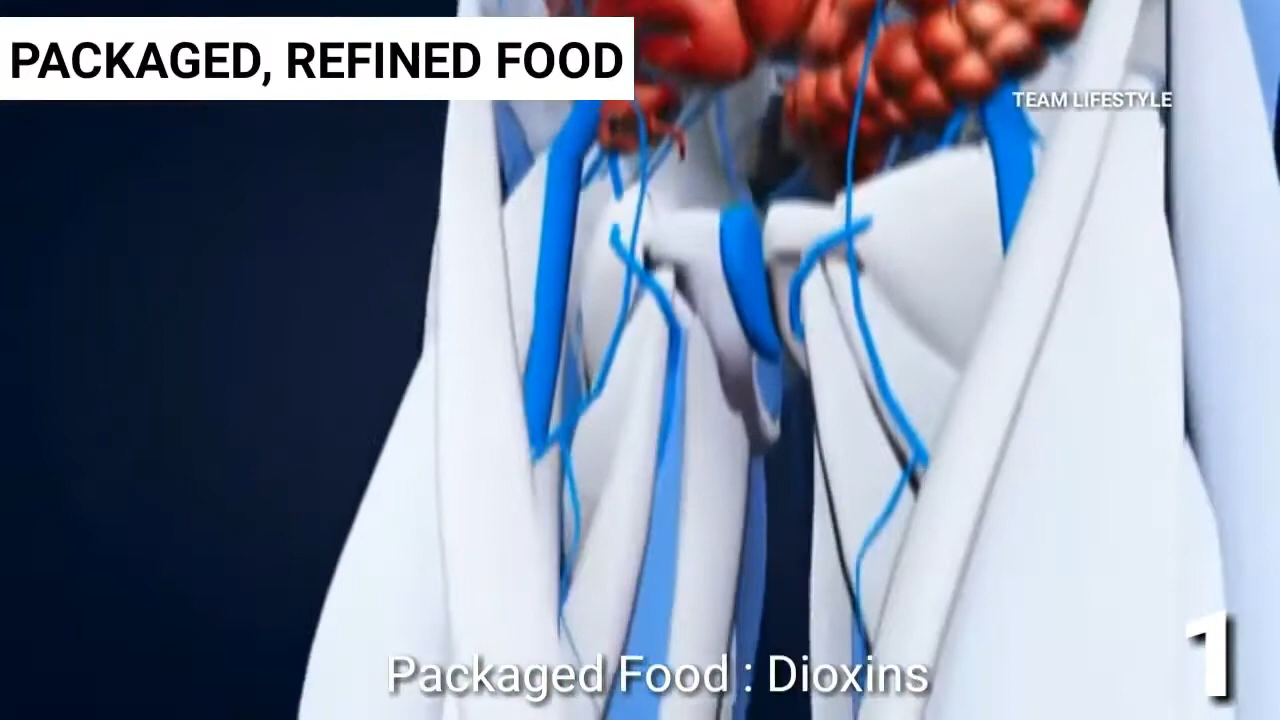 PACKAGED, REFINED FOOD
TEAM LIFESTYLE
1
Packaged Food : Dioxins